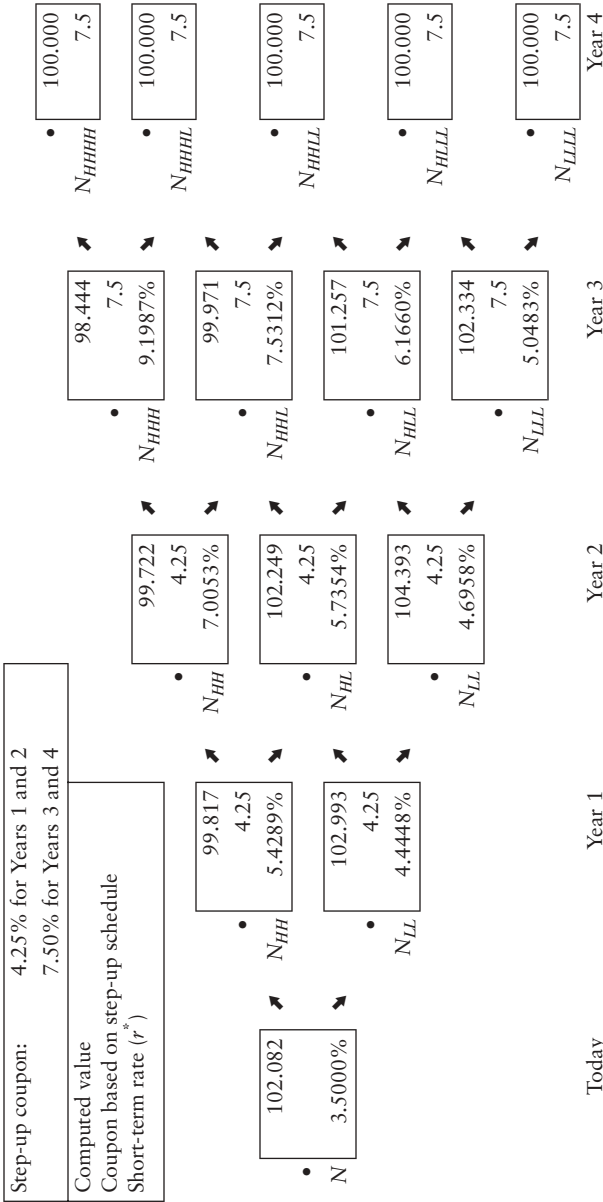 Step-up coupon: 4.25% for Years 1 and 2
7.50% for Years 3 and 4
Computed value
Coupon based on step-up schedule
Short-term rate (r*)
102.082
3.5000%
N
99.817
4.25
5.4289%
N_HH
102.993
4.25
4.4448%
N_LL
99.722
4.25
7.0053%
N_HH
102.249
4.25
5.7354%
N_HL
104.393
4.25
4.6958%
N_LL
98.444
7.5
9.1987%
N_HHH
99.971
7.5
7.5312%
N_HHL
101.257
7.5
6.1660%
N_HLL
102.334
7.5
5.0483%
N_LLL
100.000
7.5
N_HHHH
100.000
7.5
N_HHHL
100.000
7.5
N_HHLL
100.000
7.5
N_HLLL
100.000
7.5
N_LLLL
Today Year 1 Year 2 Year 3 Year 4